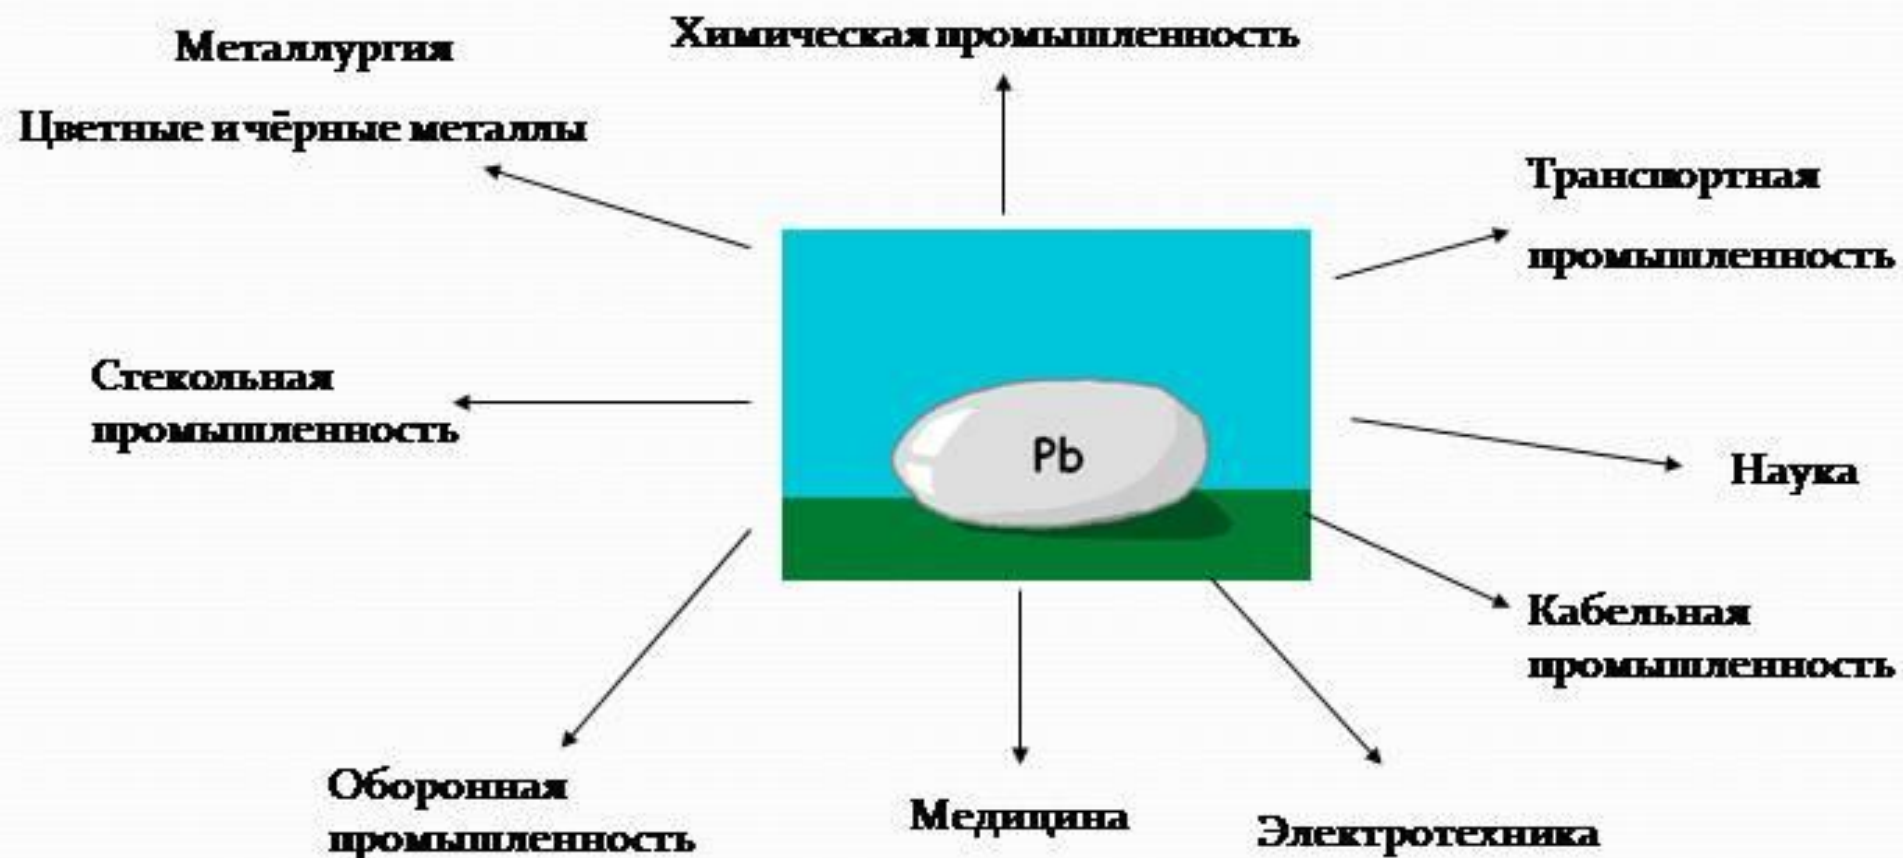 Металлургия
Цветные и чёрные металлы
Химическая промышленность
Транспортная
промышленность
Стекольная
промышленность
Pb
Наука
Кабельная
промышленность
Оборонная
промышленность
Медицина
Электротехника